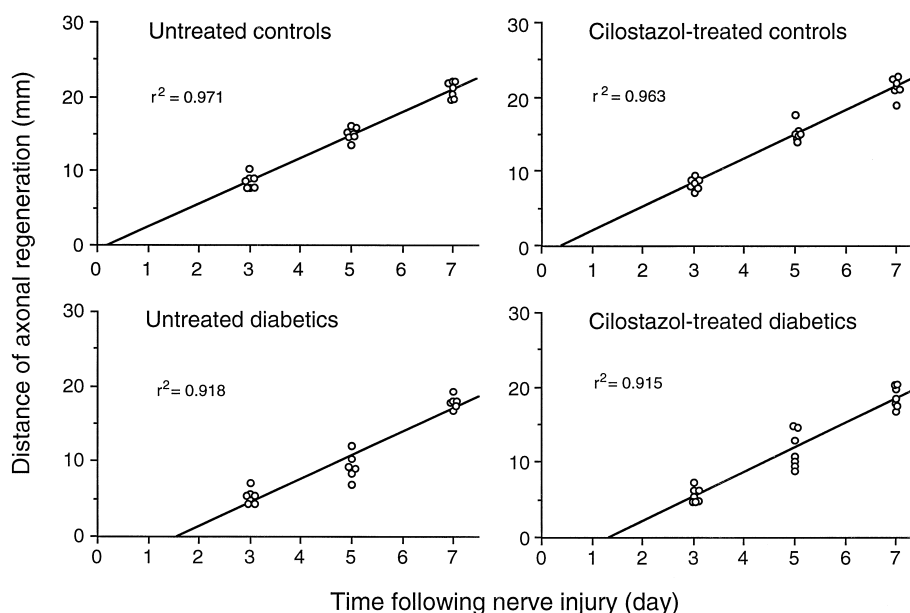 Distance of axonal regeneration (mm)
Untreated controls
r² = 0.971
30
20
10
0
0 1 2 3 4 5 6 7
Cilostazol-treated controls
r² = 0.963
30
20
10
0
0 1 2 3 4 5 6 7
Untreated diabetics
r² = 0.918
30
20
10
0
0 1 2 3 4 5 6 7
Cilostazol-treated diabetics
r² = 0.915
30
20
10
0
0 1 2 3 4 5 6 7
Time following nerve injury (day)